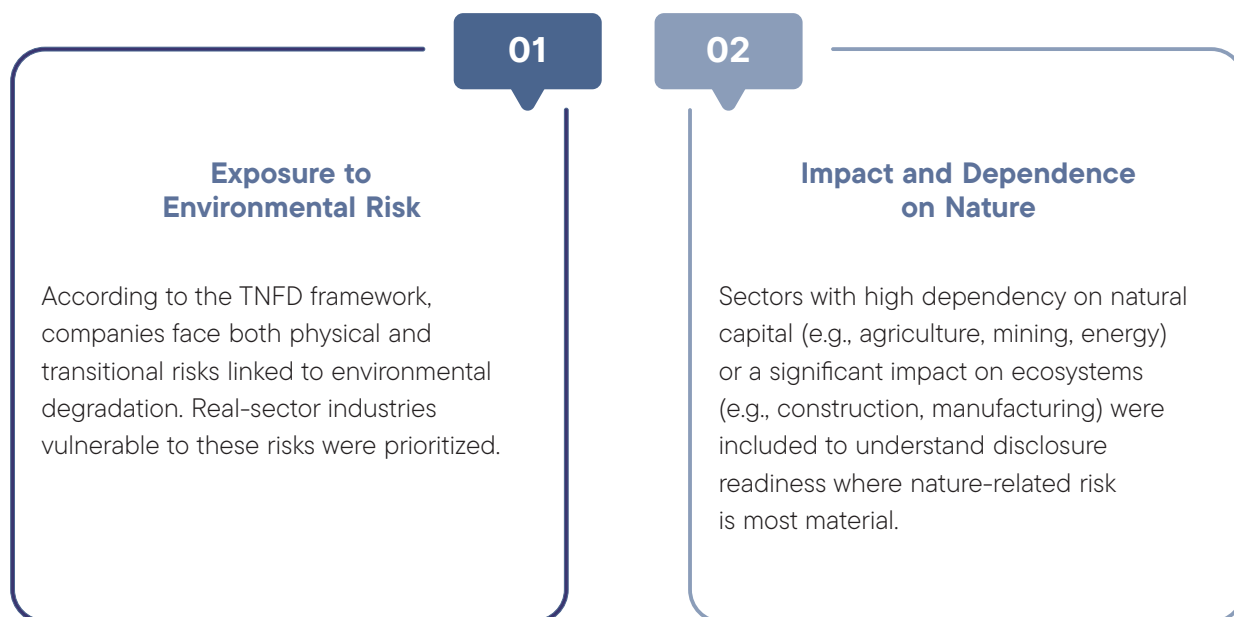 01
Exposure to
Environmental Risk
According to the TNFD framework,
companies face both physical and
transitional risks linked to environmental
degradation. Real-sector industries
vulnerable to these risks were prioritized.
02
Impact and Dependence
on Nature
Sectors with high dependency on natural
capital (e.g., agriculture, mining, energy)
or a significant impact on ecosystems
(e.g., construction, manufacturing) were
included to understand disclosure
readiness where nature-related risk
is most material.